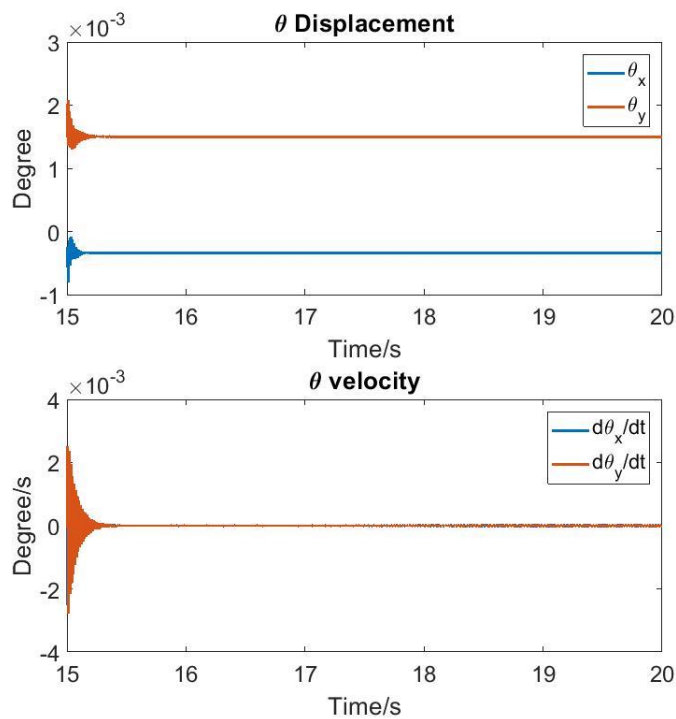 θ Displacement
×10⁻³
3
2
1
0
-1
Degree
θx
θy
15 16 17 18 19 20
Time/s
θ velocity
×10⁻³
4
2
0
-2
-4
Degree/s
dθx/dt
dθy/dt
15 16 17 18 19 20
Time/s